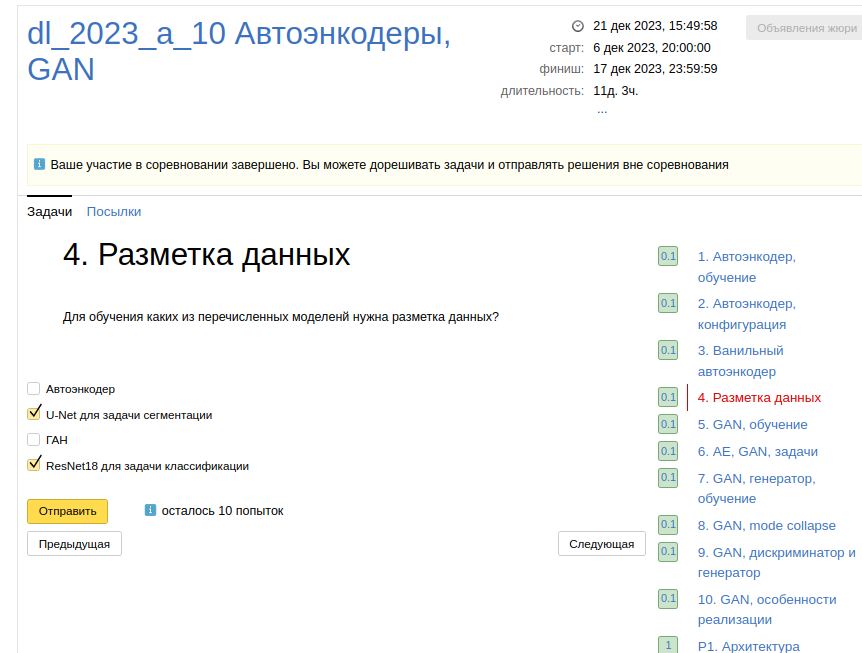 dl_2023_a_10 Автоэнкодеры,
GAN
21 дек 2023, 15:49:58
старт: 6 дек 2023, 20:00:00
финиш: 17 дек 2023, 23:59:59
длительность: 11д. 3ч.
...
Объявления жюри
Ваше участие в соревновании завершено. Вы можете дорешивать задачи и отправлять решения вне соревнования
Задачи Посылки
4. Разметка данных
Для обучения каких из перечисленных моделенй нужна разметка данных?
Автоэнкодер
U-Net для задачи сегментации
ГАН
ResNet18 для задачи классификации
Отправить осталось 10 попыток
Предыдущая Следующая
0.1 1. Автоэнкодер,
обучение
0.1 2. Автоэнкодер,
конфигурация
0.1 3. Ванильный
автоэнкодер
0.1 4. Разметка данных
0.1 5. GAN, обучение
0.1 6. AE, GAN, задачи
0.1 7. GAN, генератор,
обучение
0.1 8. GAN, mode collapse
0.1 9. GAN, дискриминатор и
генератор
0.1 10. GAN, особенности
реализации
1 P1. Архитектура